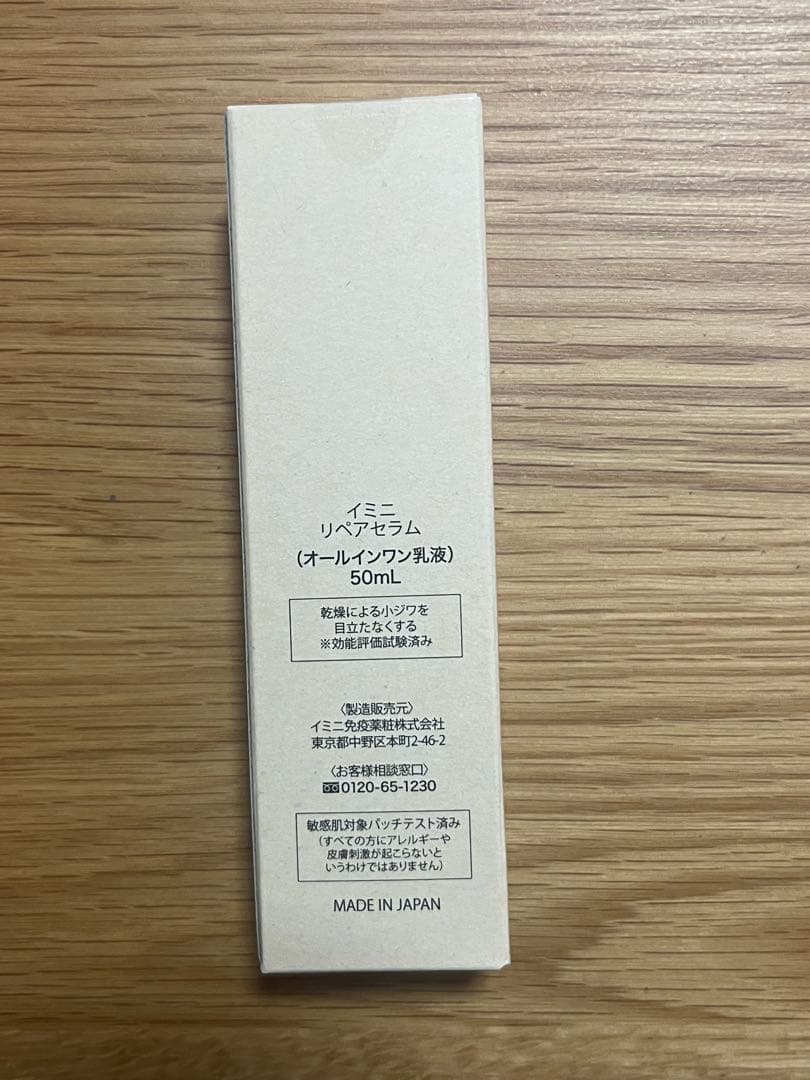 イミニ
リペアセラム
(オールインワン乳液)
50mL
乾燥による小ジワを
目立たなくする
※効能評価試験済み
〈製造販売元〉
イミニ免疫薬粧株式会社
東京都中野区本町2-46-2
〈お客様相談窓口〉
0120-65-1230
敏感肌対象パッチテスト済み
(すべての方にアレルギーや
皮膚刺激が起こらないと
いうわけではありません)
MADE IN JAPAN